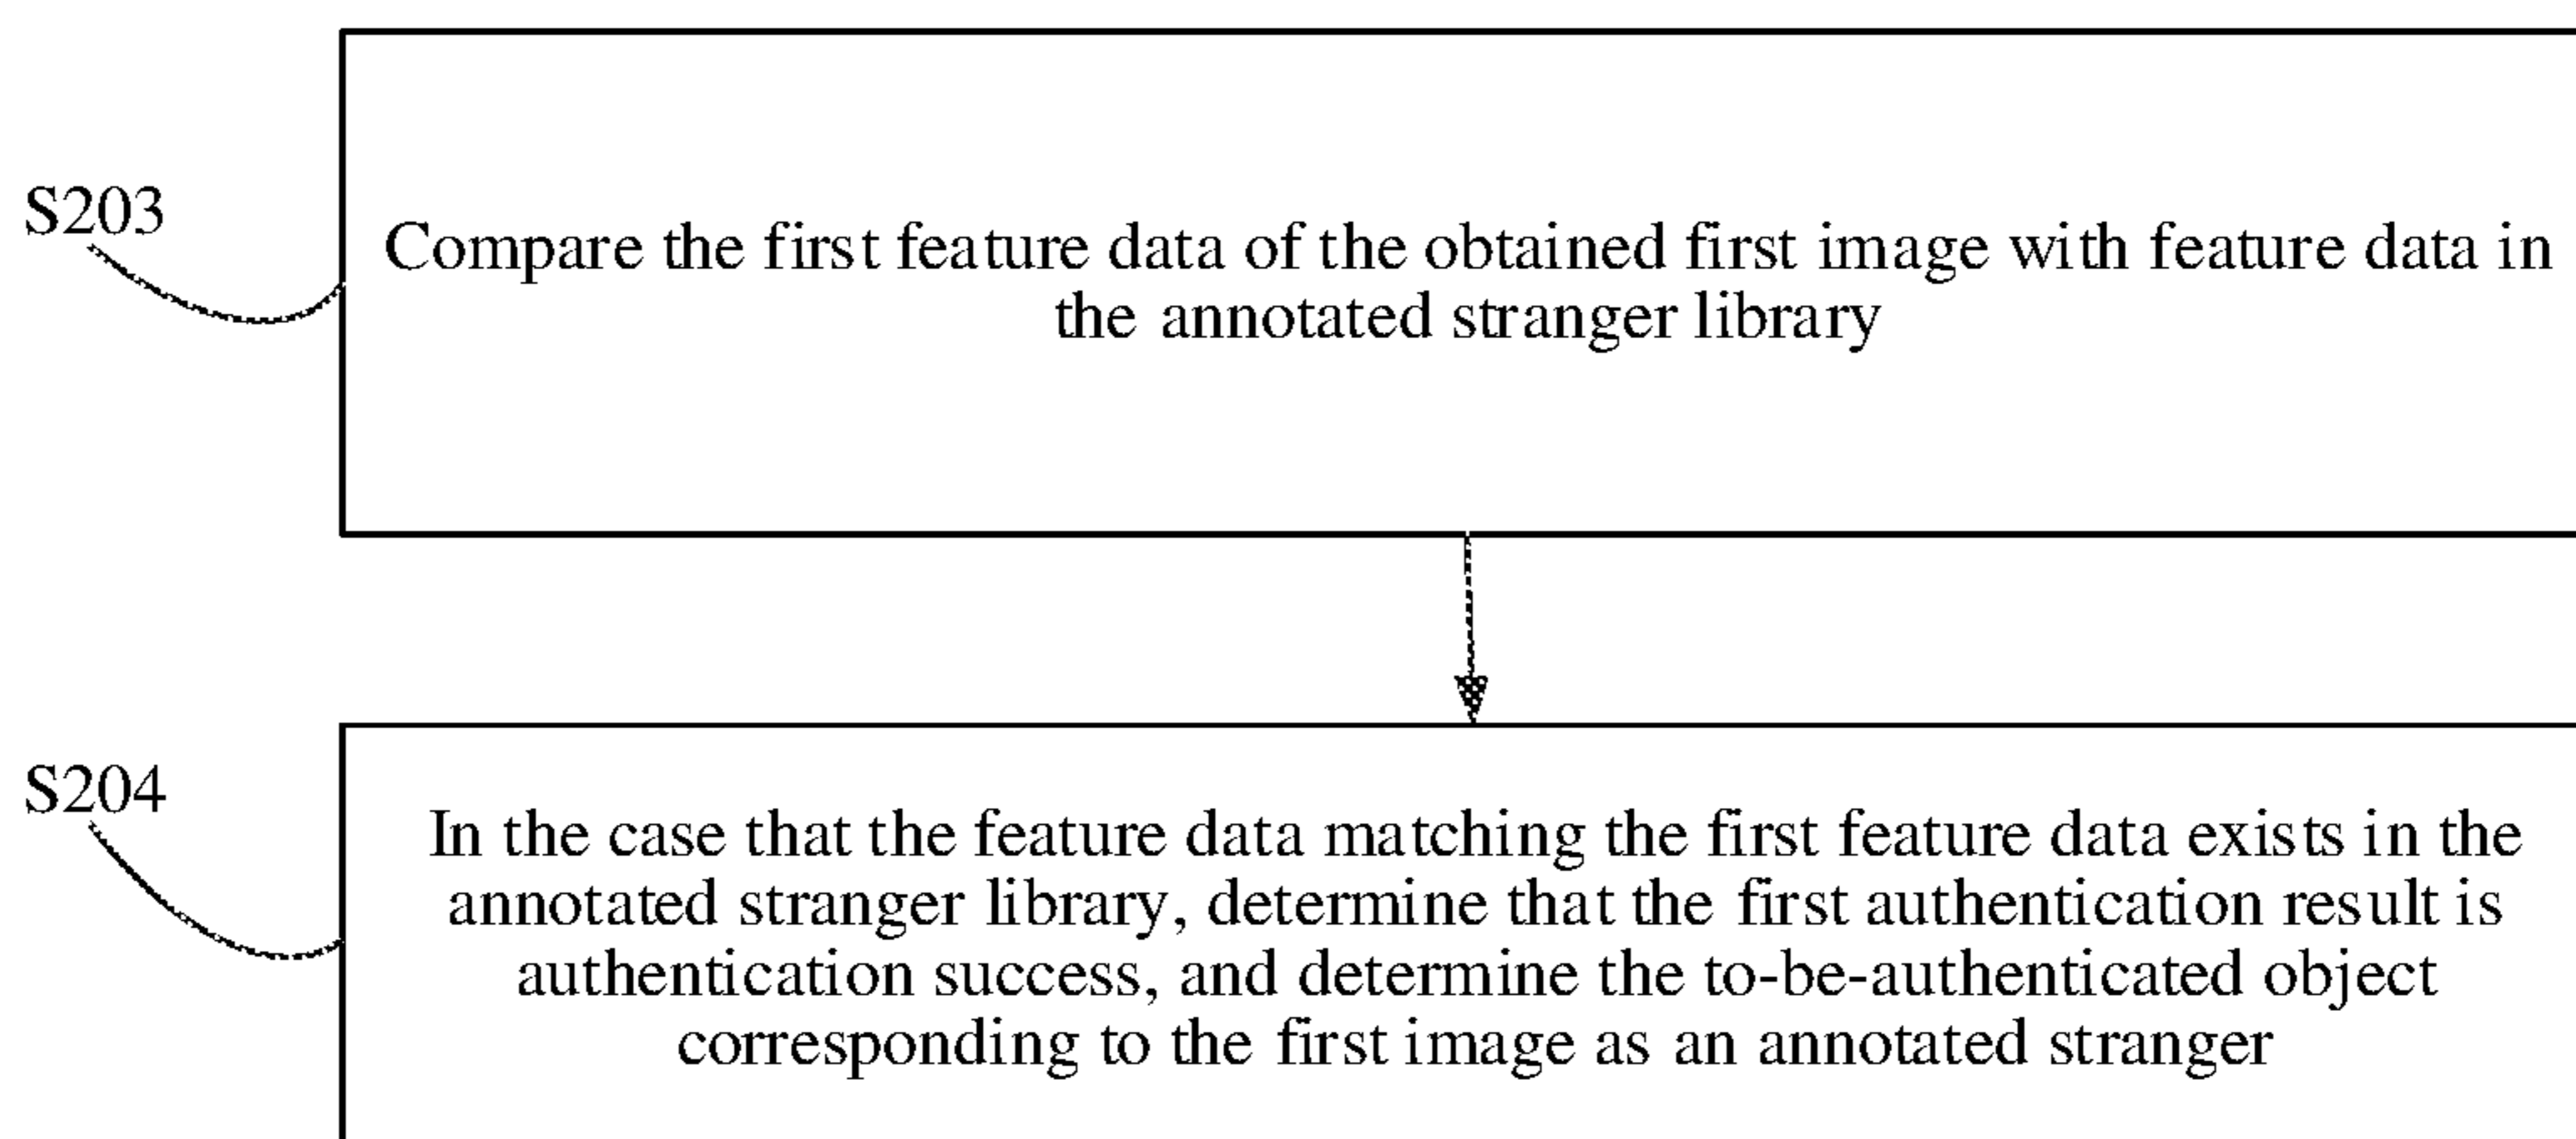 S203
Compare the first feature data of the obtained first image with feature data in
the annotated stranger library
S204
In the case that the feature data matching the first feature data exists in the
annotated stranger library, determine that the first authentication result is
authentication success, and determine the to-be-authenticated object
corresponding to the first image as an annotated stranger